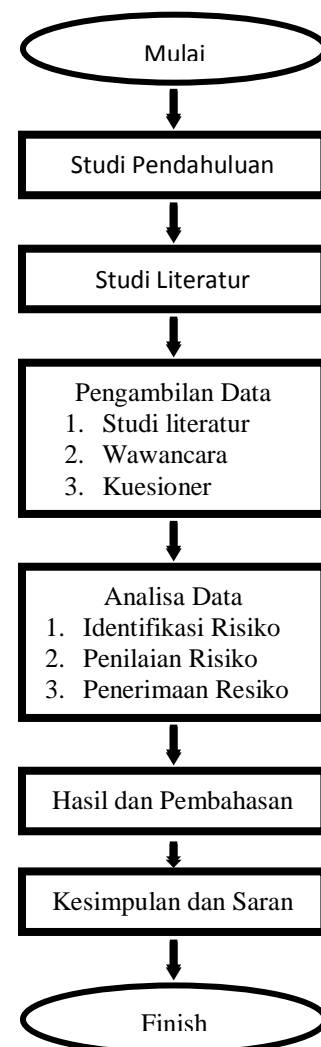 Mulai
Studi Pendahuluan
Studi Literatur
Pengambilan Data
1. Studi literatur
2. Wawancara
3. Kuesioner
Analisa Data
1. Identifikasi Risiko
2. Penilaian Risiko
3. Penerimaan Resiko
Hasil dan Pembahasan
Kesimpulan dan Saran
Finish